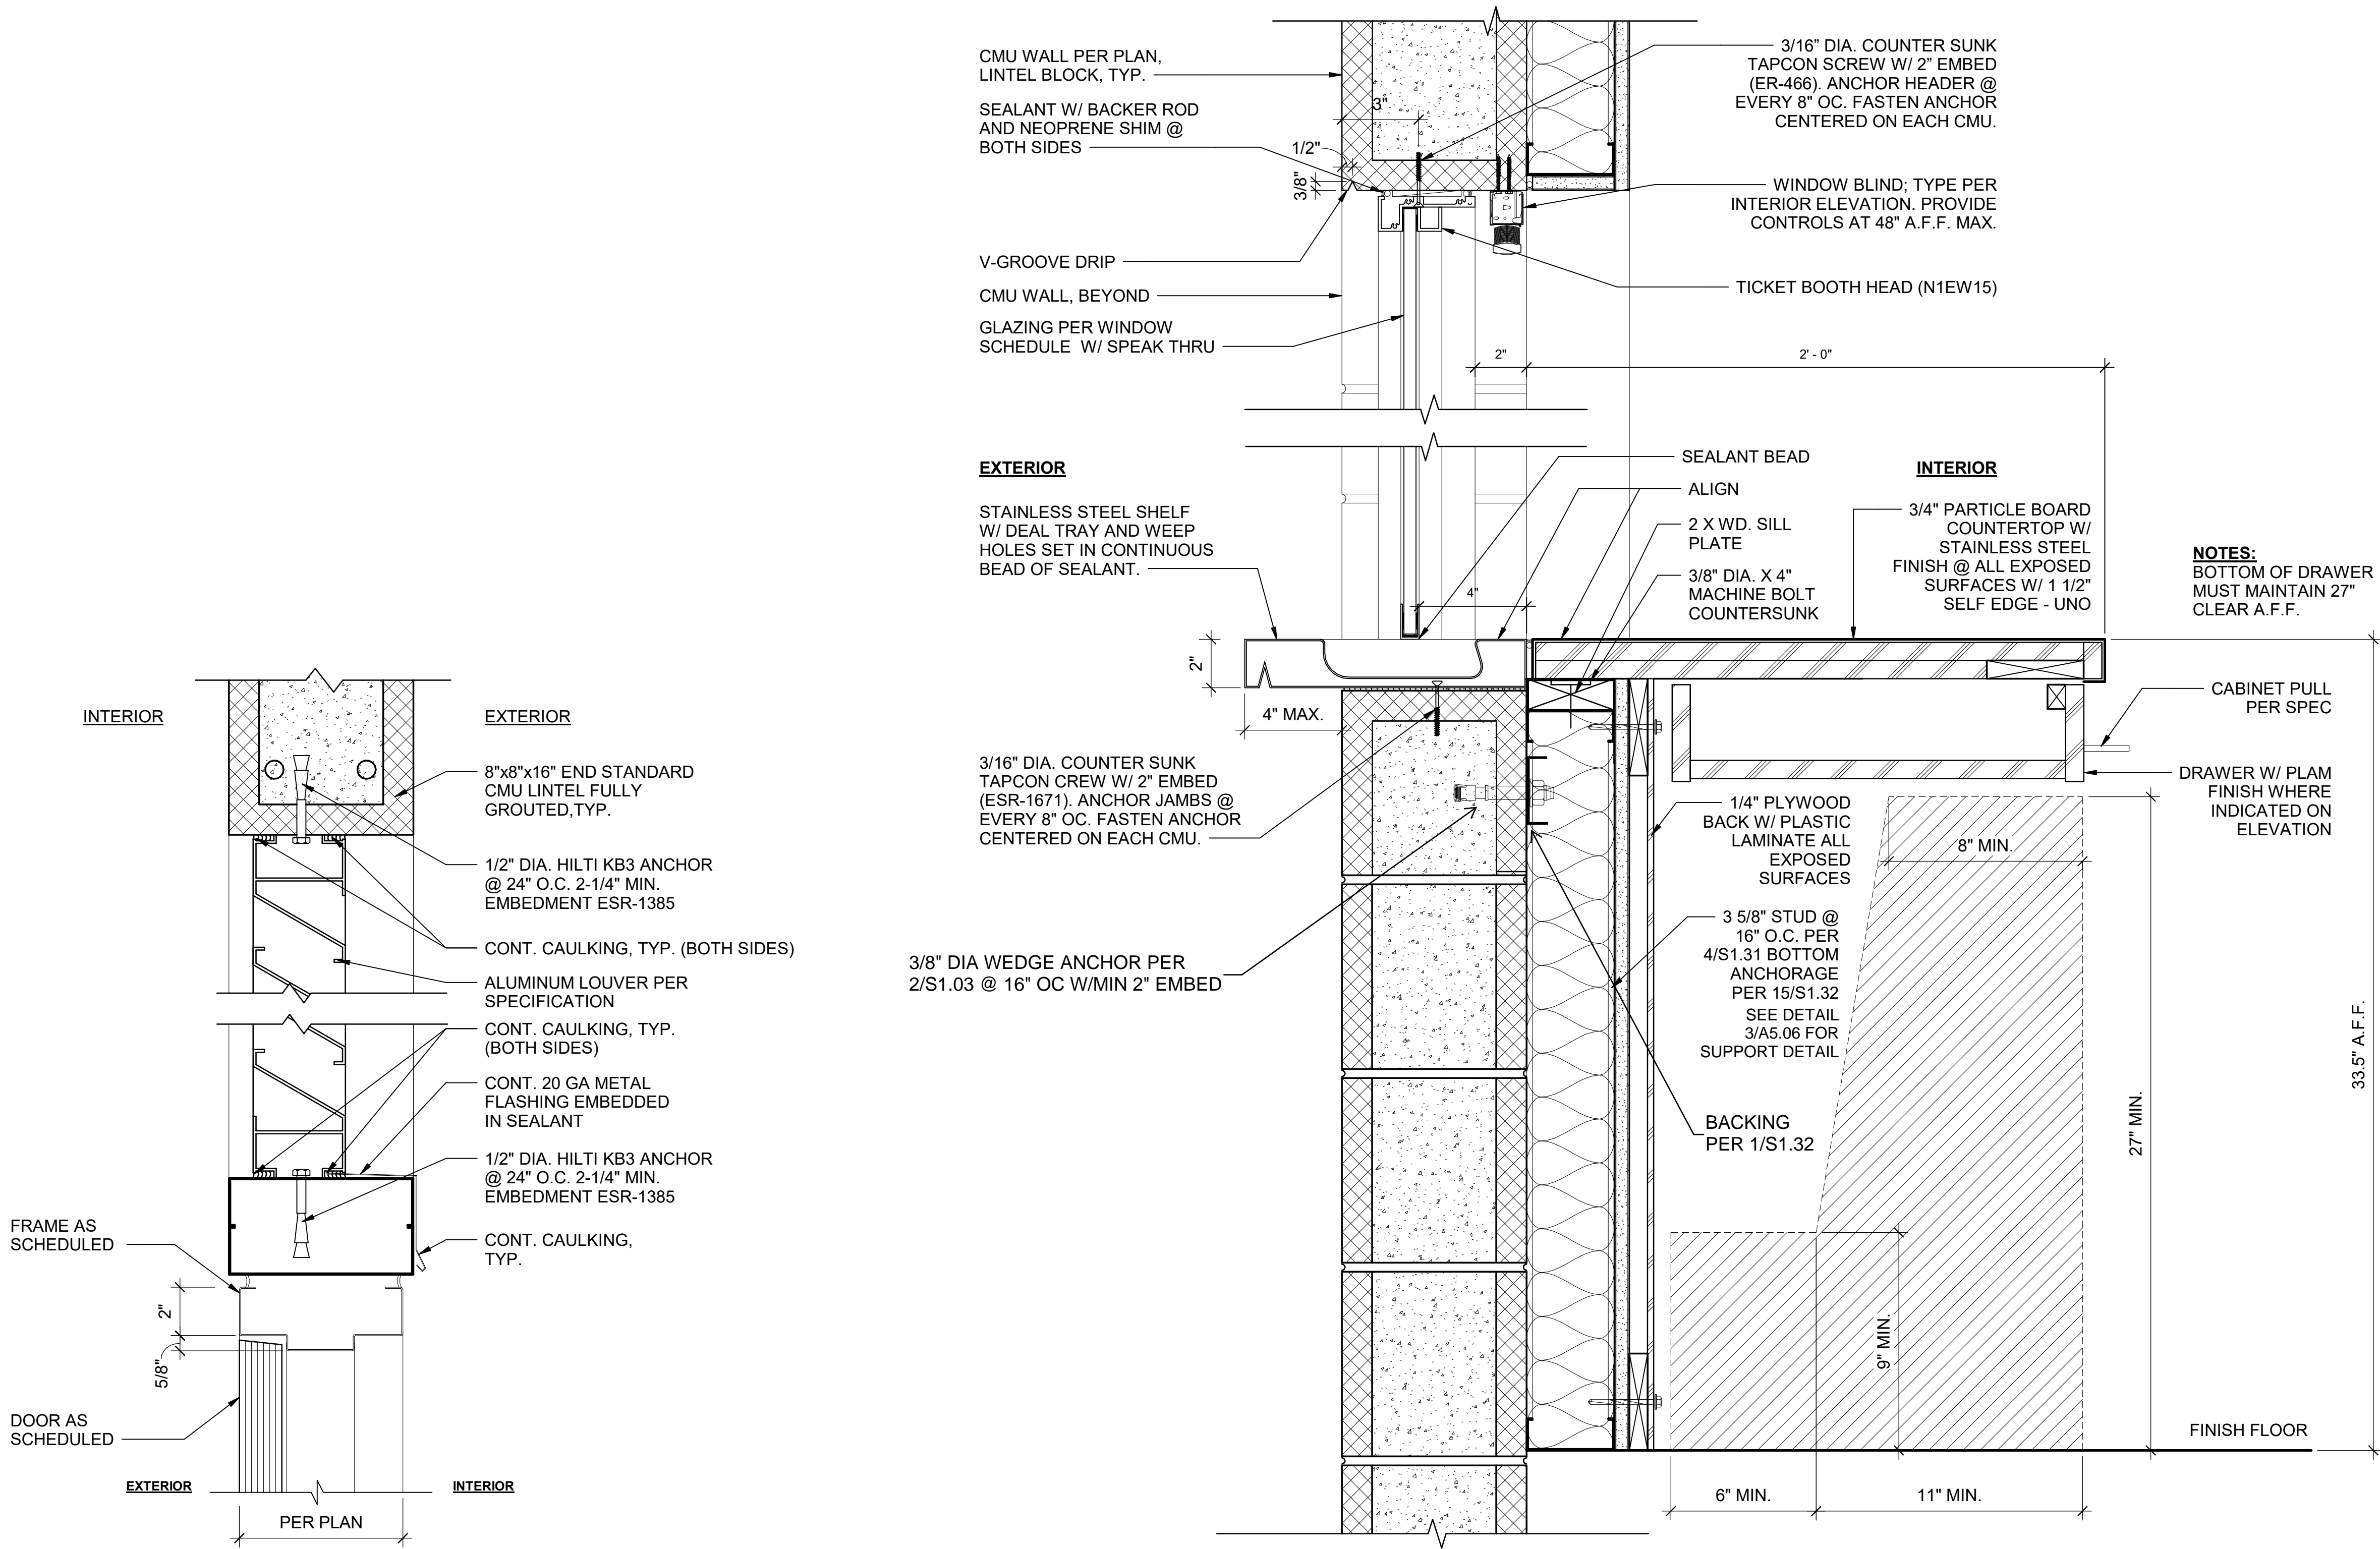 INTERIOR
EXTERIOR
8"x8"x16" END STANDARD
CMU LINTEL FULLY
GROUTED,TYP.
1/2" DIA. HILTI KB3 ANCHOR
@ 24" O.C. 2-1/4" MIN.
EMBEDMENT ESR-1385
CONT. CAULKING, TYP. (BOTH SIDES)
ALUMINUM LOUVER PER
SPECIFICATION
CONT. CAULKING, TYP.
(BOTH SIDES)
CONT. 20 GA METAL
FLASHING EMBEDDED
IN SEALANT
1/2" DIA. HILTI KB3 ANCHOR
@ 24" O.C. 2-1/4" MIN.
EMBEDMENT ESR-1385
CONT. CAULKING,
TYP.
FRAME AS
SCHEDULED
2"
5/8"
DOOR AS
SCHEDULED
EXTERIOR
INTERIOR
PER PLAN
CMU WALL PER PLAN,
LINTEL BLOCK, TYP.
SEALANT W/ BACKER ROD
AND NEOPRENE SHIM @
BOTH SIDES
3"
1/2"
3/8"
V-GROOVE DRIP
CMU WALL, BEYOND
GLAZING PER WINDOW
SCHEDULE W/ SPEAK THRU
3/16” DIA. COUNTER SUNK
TAPCON SCREW W/ 2” EMBED
(ER-466). ANCHOR HEADER @
EVERY 8" OC. FASTEN ANCHOR
CENTERED ON EACH CMU.
WINDOW BLIND; TYPE PER
INTERIOR ELEVATION. PROVIDE
CONTROLS AT 48" A.F.F. MAX.
TICKET BOOTH HEAD (N1EW15)
2"
2' - 0"
EXTERIOR
STAINLESS STEEL SHELF
W/ DEAL TRAY AND WEEP
HOLES SET IN CONTINUOUS
BEAD OF SEALANT.
SEALANT BEAD
ALIGN
2 X WD. SILL
PLATE
3/8" DIA. X 4"
MACHINE BOLT
COUNTERSUNK
INTERIOR
3/4" PARTICLE BOARD
COUNTERTOP W/
STAINLESS STEEL
FINISH @ ALL EXPOSED
SURFACES W/ 1 1/2"
SELF EDGE - UNO
NOTES:
BOTTOM OF DRAWER
MUST MAINTAIN 27"
CLEAR A.F.F.
4"
2"
4" MAX.
3/16" DIA. COUNTER SUNK
TAPCON CREW W/ 2" EMBED
(ESR-1671). ANCHOR JAMBS @
EVERY 8" OC. FASTEN ANCHOR
CENTERED ON EACH CMU.
3/8" DIA WEDGE ANCHOR PER
2/S1.03 @ 16" OC W/MIN 2" EMBED
CABINET PULL
PER SPEC
DRAWER W/ PLAM
FINISH WHERE
INDICATED ON
ELEVATION
1/4" PLYWOOD
BACK W/ PLASTIC
LAMINATE ALL
EXPOSED
SURFACES
8" MIN.
3 5/8" STUD @
16" O.C. PER
4/S1.31 BOTTOM
ANCHORAGE
PER 15/S1.32
SEE DETAIL
3/A5.06 FOR
SUPPORT DETAIL
BACKING
PER 1/S1.32
33.5" A.F.F.
27" MIN.
9" MIN.
FINISH FLOOR
6" MIN.
11" MIN.